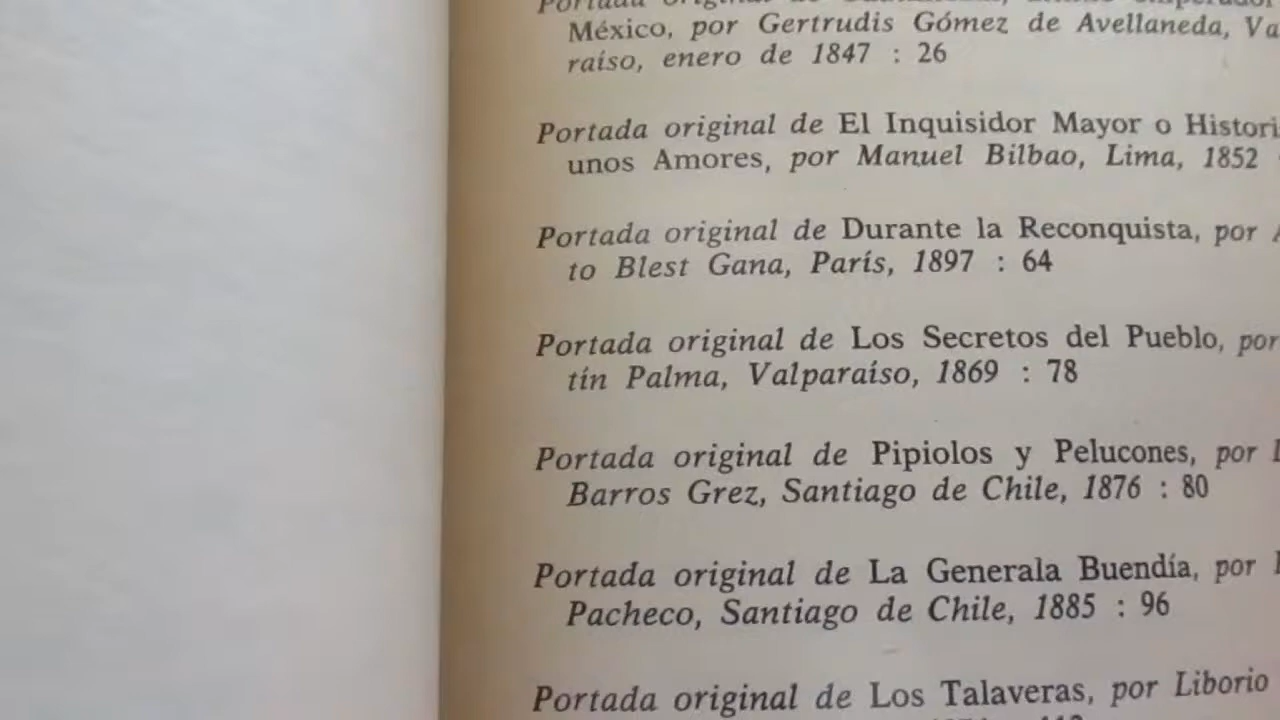 Portada original de
México, por Gertrudis Gómez de Avellaneda, Va
raíso, enero de 1847 : 26
Portada original de El Inquisidor Mayor o Histori
unos Amores, por Manuel Bilbao, Lima, 1852
Portada original de Durante la Reconquista, por
to Blest Gana, París, 1897 : 64
Portada original de Los Secretos del Pueblo, por
tín Palma, Valparaíso, 1869 : 78
Portada original de Pipiolos y Pelucones, por
Barros Grez, Santiago de Chile, 1876 : 80
Portada original de La Generala Buendía, por
Pacheco, Santiago de Chile, 1885 : 96
Portada original de Los Talaveras, por Liborio